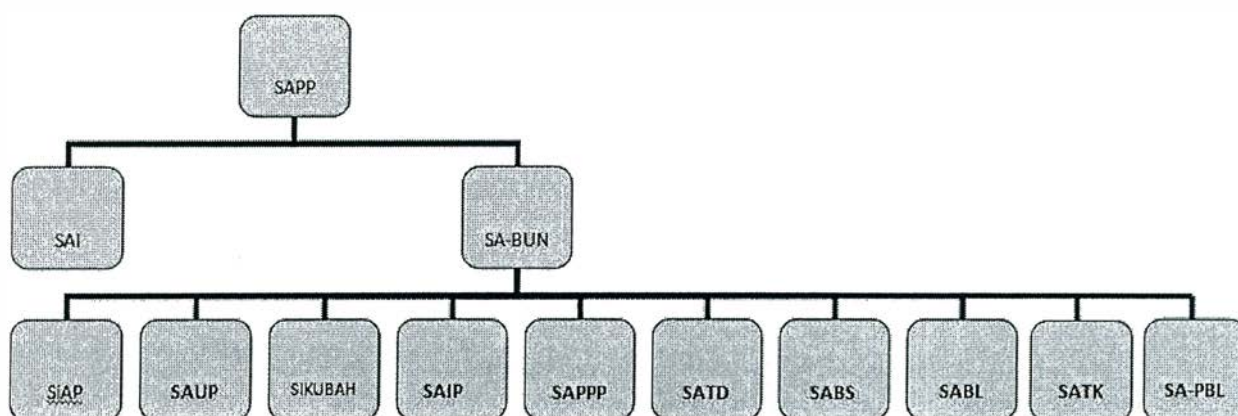 SAPP
SAI
SA-BUN
SiAP
SAUP
SIKUBAH
SAIP
SAPPP
SATD
SABS
SABL
SATK
SA-PBL